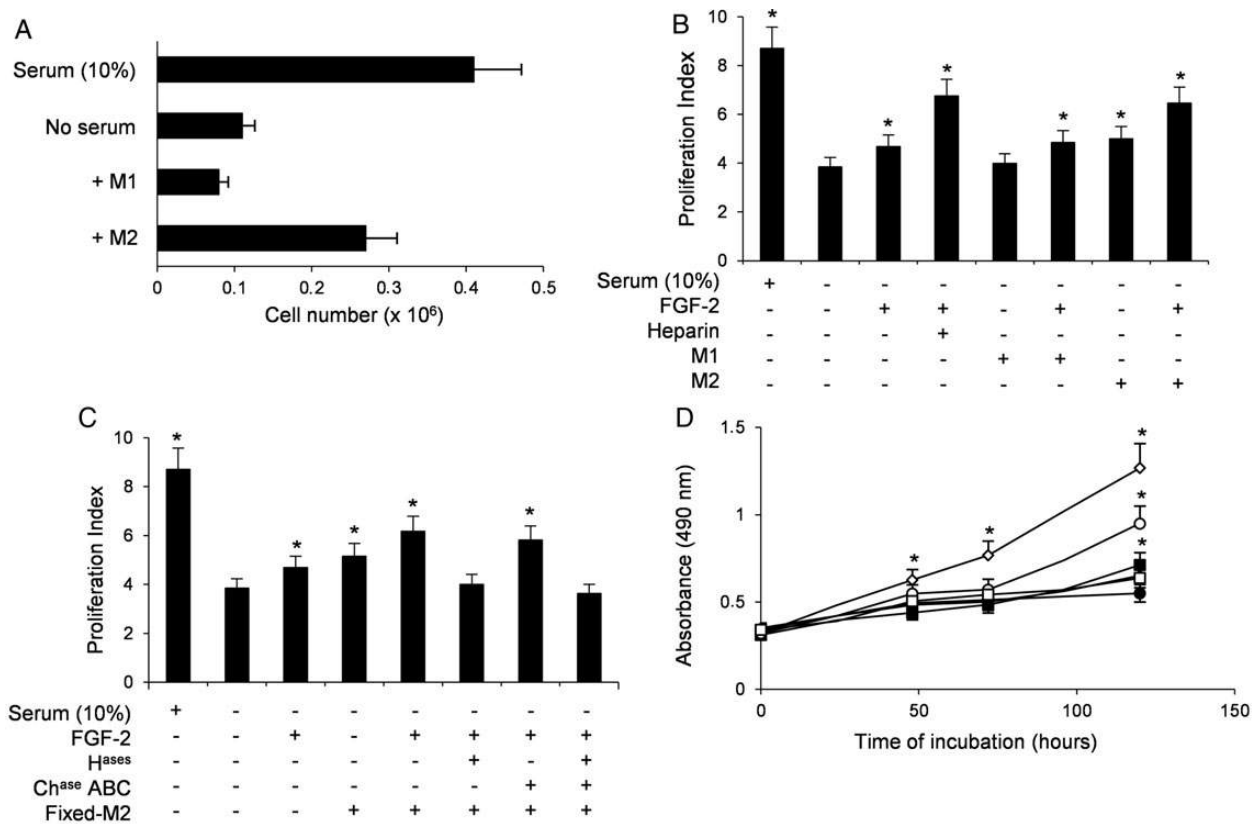 A
Serum (10%)
No serum
+ M1
+ M2
0 0.1 0.2 0.3 0.4 0.5
Cell number (x 10⁶)
B
Proliferation Index
10
8
6
4
2
0
* * * * * *
Serum (10%) + - - - - - - -
FGF-2 - - + + - + - +
Heparin - - - + - - - -
M1 - - - - + + - -
M2 - - - - - - + +
C
Proliferation Index
10
8
6
4
2
0
* * * * *
Serum (10%) + - - - - - - -
FGF-2 - - + - + + + +
Hᵃˢᵉˢ - - - - - + - +
Chᵃˢᵉ ABC - - - - - - + +
Fixed-M2 - - - + + + + +
D
Absorbance (490 nm)
1.5
1
0.5
0
* * * * *
0 50 100 150
Time of incubation (hours)